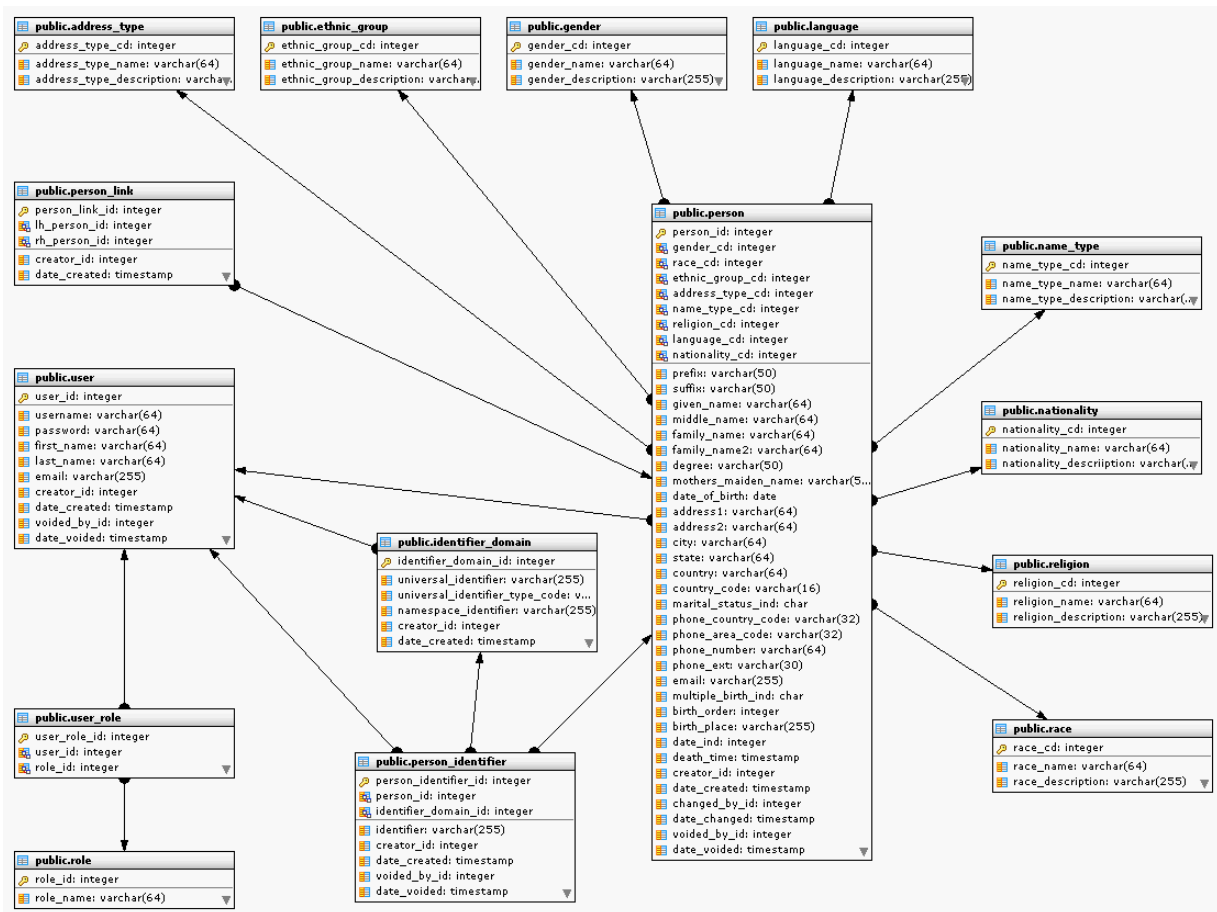 public.address_type
address_type_cd: integer
address_type_name: varchar(64)
address_type_description: varcha..
public.ethnic_group
ethnic_group_cd: integer
ethnic_group_name: varchar(64)
ethnic_group_description: varchar...
public.gender
gender_cd: integer
gender_name: varchar(64)
gender_description: varchar(255)
public.language
language_cd: integer
language_name: varchar(64)
language_description: varchar(255)
public.person_link
person_link_id: integer
lh_person_id: integer
rh_person_id: integer
creator_id: integer
date_created: timestamp
public.person
person_id: integer
gender_cd: integer
race_cd: integer
ethnic_group_cd: integer
address_type_cd: integer
name_type_cd: integer
religion_cd: integer
language_cd: integer
nationality_cd: integer
prefix: varchar(50)
suffix: varchar(50)
given_name: varchar(64)
middle_name: varchar(64)
family_name: varchar(64)
family_name2: varchar(64)
degree: varchar(50)
mothers_maiden_name: varchar(5...
date_of_birth: date
address1: varchar(64)
address2: varchar(64)
city: varchar(64)
state: varchar(64)
country: varchar(64)
country_code: varchar(16)
marital_status_ind: char
phone_country_code: varchar(32)
phone_area_code: varchar(32)
phone_number: varchar(64)
phone_ext: varchar(30)
email: varchar(255)
multiple_birth_ind: char
birth_order: integer
birth_place: varchar(255)
date_ind: integer
death_time: timestamp
creator_id: integer
date_created: timestamp
changed_by_id: integer
date_changed: timestamp
voided_by_id: integer
date_voided: timestamp
public.name_type
name_type_cd: integer
name_type_name: varchar(64)
name_type_description: varchar(..
public.user
user_id: integer
username: varchar(64)
password: varchar(64)
first_name: varchar(64)
last_name: varchar(64)
email: varchar(255)
creator_id: integer
date_created: timestamp
voided_by_id: integer
date_voided: timestamp
public.nationality
nationality_cd: integer
nationality_name: varchar(64)
nationality_descriiption: varchar(..
public.identifier_domain
identifier_domain_id: integer
universal_identifier: varchar(255)
universal_identifier_type_code: v...
namespace_identifier: varchar(255)
creator_id: integer
date_created: timestamp
public.religion
religion_cd: integer
religion_name: varchar(64)
religion_description: varchar(255)
public.user_role
user_role_id: integer
user_id: integer
role_id: integer
public.person_identifier
person_identifier_id: integer
person_id: integer
identifier_domain_id: integer
identifier: varchar(255)
creator_id: integer
date_created: timestamp
voided_by_id: integer
date_voided: timestamp
public.race
race_cd: integer
race_name: varchar(64)
race_description: varchar(255)
public.role
role_id: integer
role_name: varchar(64)